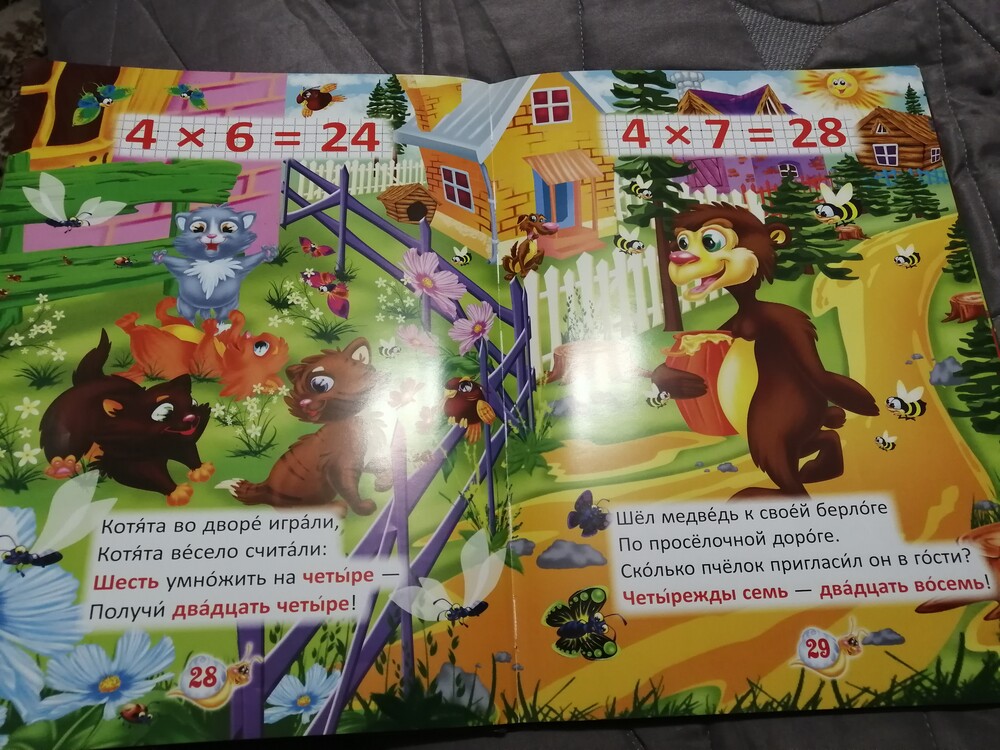 4 × 6 = 24
Котя́та во дворе́ игра́ли,
Котя́та ве́село счита́ли:
Шесть умно́жить на четы́ре —
Получи́ два́дцать четы́ре!
28
4 × 7 = 28
Шёл медве́дь к свое́й берло́ге
По просёлочной доро́ге.
Ско́лько пчёлок пригласи́л он в го́сти?
Четы́режды семь — два́дцать во́семь!
29